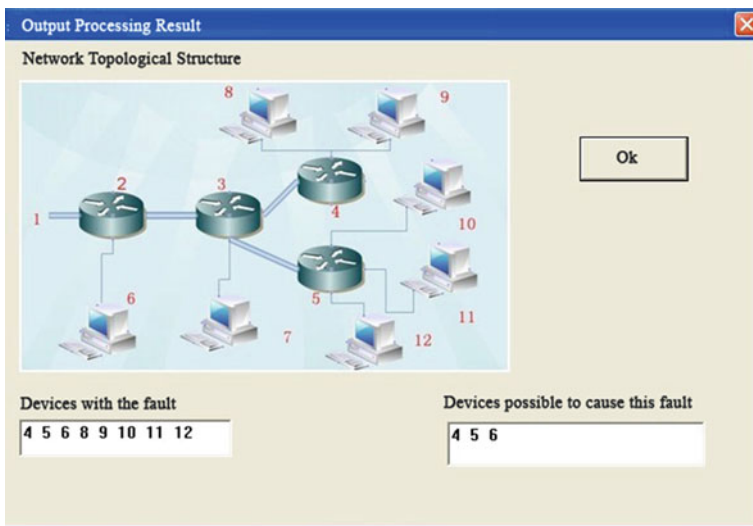 Output Processing Result
Network Topological Structure
8
9
2
3
1
4
10
6
5
7
12
11
Ok
Devices with the fault
Devices possible to cause this fault
4 5 6 8 9 10 11 12
4 5 6